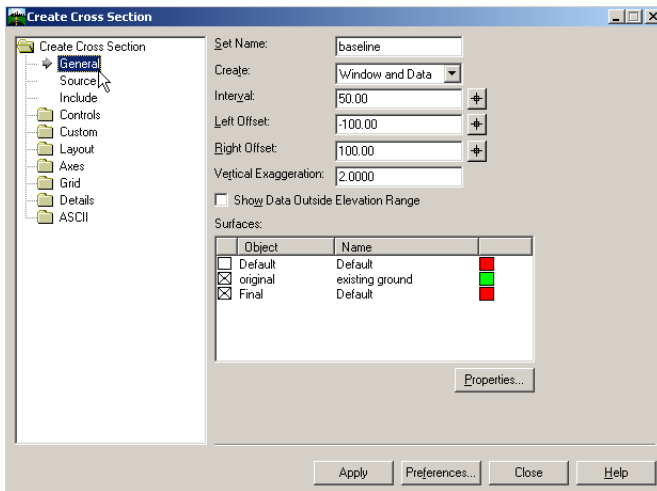 Create Cross Section
Create Cross Section
General
Source
Include
Controls
Custom
Layout
Axes
Grid
Details
ASCII
Set Name: baseline
Create: Window and Data
Interval: 50.00
Left Offset: -100.00
Right Offset: 100.00
Vertical Exaggeration: 2.0000
Show Data Outside Elevation Range
Surfaces:
Object Name
Default Default
original existing ground
Final Default
Properties...
Apply Preferences... Close Help